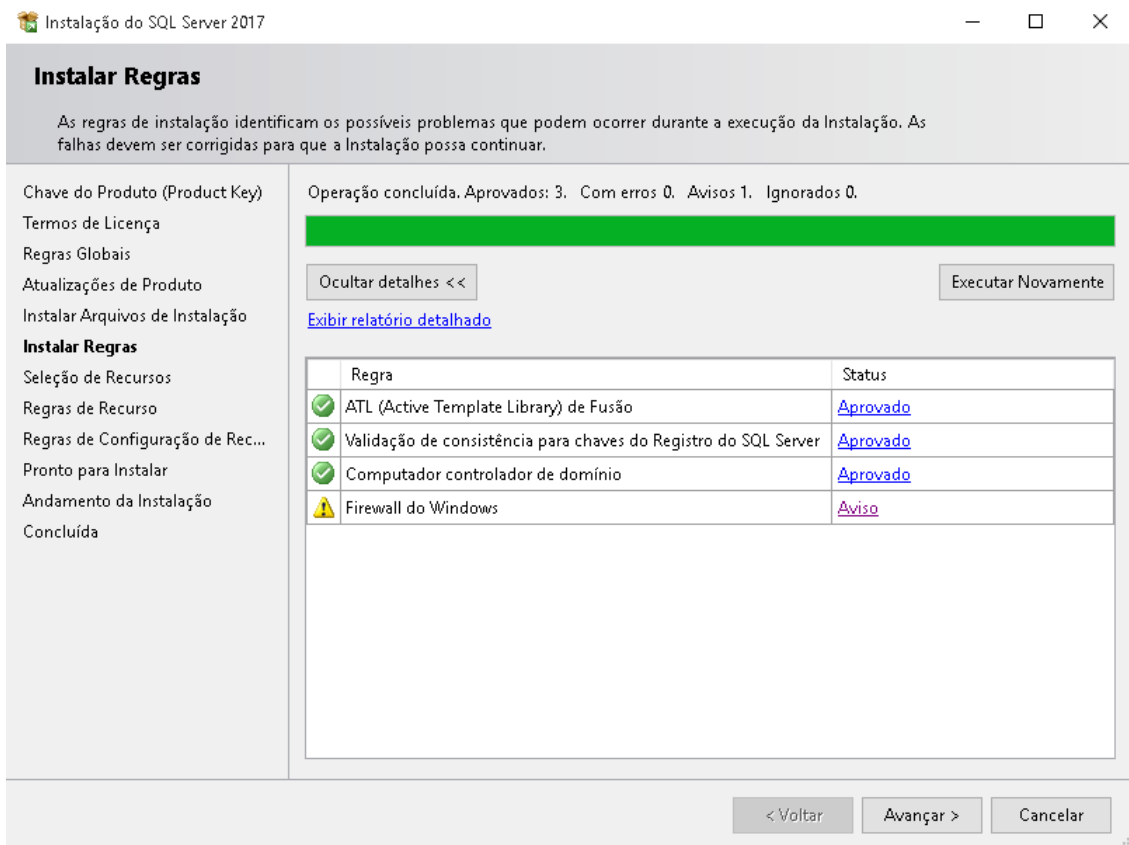 Instalação do SQL Server 2017
Instalar Regras
As regras de instalação identificam os possíveis problemas que podem ocorrer durante a execução da Instalação. As
falhas devem ser corrigidas para que a Instalação possa continuar.
Chave do Produto (Product Key)
Termos de Licença
Regras Globais
Atualizações de Produto
Instalar Arquivos de Instalação
Instalar Regras
Seleção de Recursos
Regras de Recurso
Regras de Configuração de Rec...
Pronto para Instalar
Andamento da Instalação
Concluída
Operação concluída. Aprovados: 3. Com erros 0. Avisos 1. Ignorados 0.
Ocultar detalhes << Executar Novamente
Exibir relatório detalhado
Regra Status
ATL (Active Template Library) de Fusão Aprovado
Validação de consistência para chaves do Registro do SQL Server Aprovado
Computador controlador de domínio Aprovado
Firewall do Windows Aviso
< Voltar Avançar > Cancelar